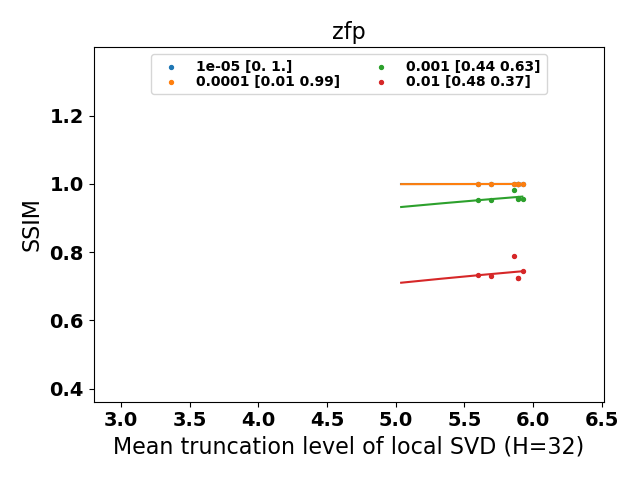 zfp
1e-05 [0. 1.]
0.0001 [0.01 0.99]
0.001 [0.44 0.63]
0.01 [0.48 0.37]
SSIM
1.2
1.0
0.8
0.6
0.4
3.0 3.5 4.0 4.5 5.0 5.5 6.0 6.5
Mean truncation level of local SVD (H=32)